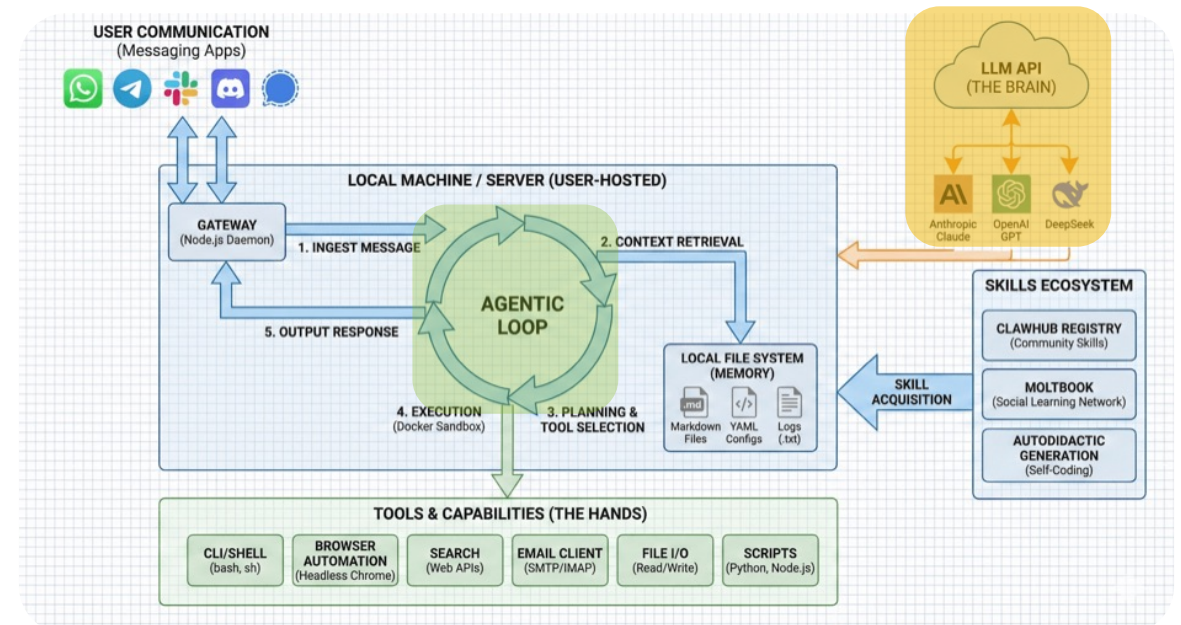 USER COMMUNICATION
(Messaging Apps)
LLM API
(THE BRAIN)
Anthropic
Claude
OpenAI
GPT
DeepSeek
LOCAL MACHINE / SERVER (USER-HOSTED)
GATEWAY
(Node.js Daemon)
1. INGEST MESSAGE
2. CONTEXT RETRIEVAL
AGENTIC
LOOP
5. OUTPUT RESPONSE
4. EXECUTION
(Docker Sandbox)
3. PLANNING &
TOOL SELECTION
LOCAL FILE SYSTEM
(MEMORY)
.md
</>
Markdown
Files
YAML
Configs
Logs
(.txt)
SKILL
ACQUISITION
SKILLS ECOSYSTEM
CLAWHUB REGISTRY
(Community Skills)
MOLTBOOK
(Social Learning Network)
AUTODIDACTIC
GENERATION
(Self-Coding)
TOOLS & CAPABILITIES (THE HANDS)
CLI/SHELL
(bash, sh)
BROWSER
AUTOMATION
(Headless Chrome)
SEARCH
(Web APIs)
EMAIL CLIENT
(SMTP/IMAP)
FILE I/O
(Read/Write)
SCRIPTS
(Python, Node.js)